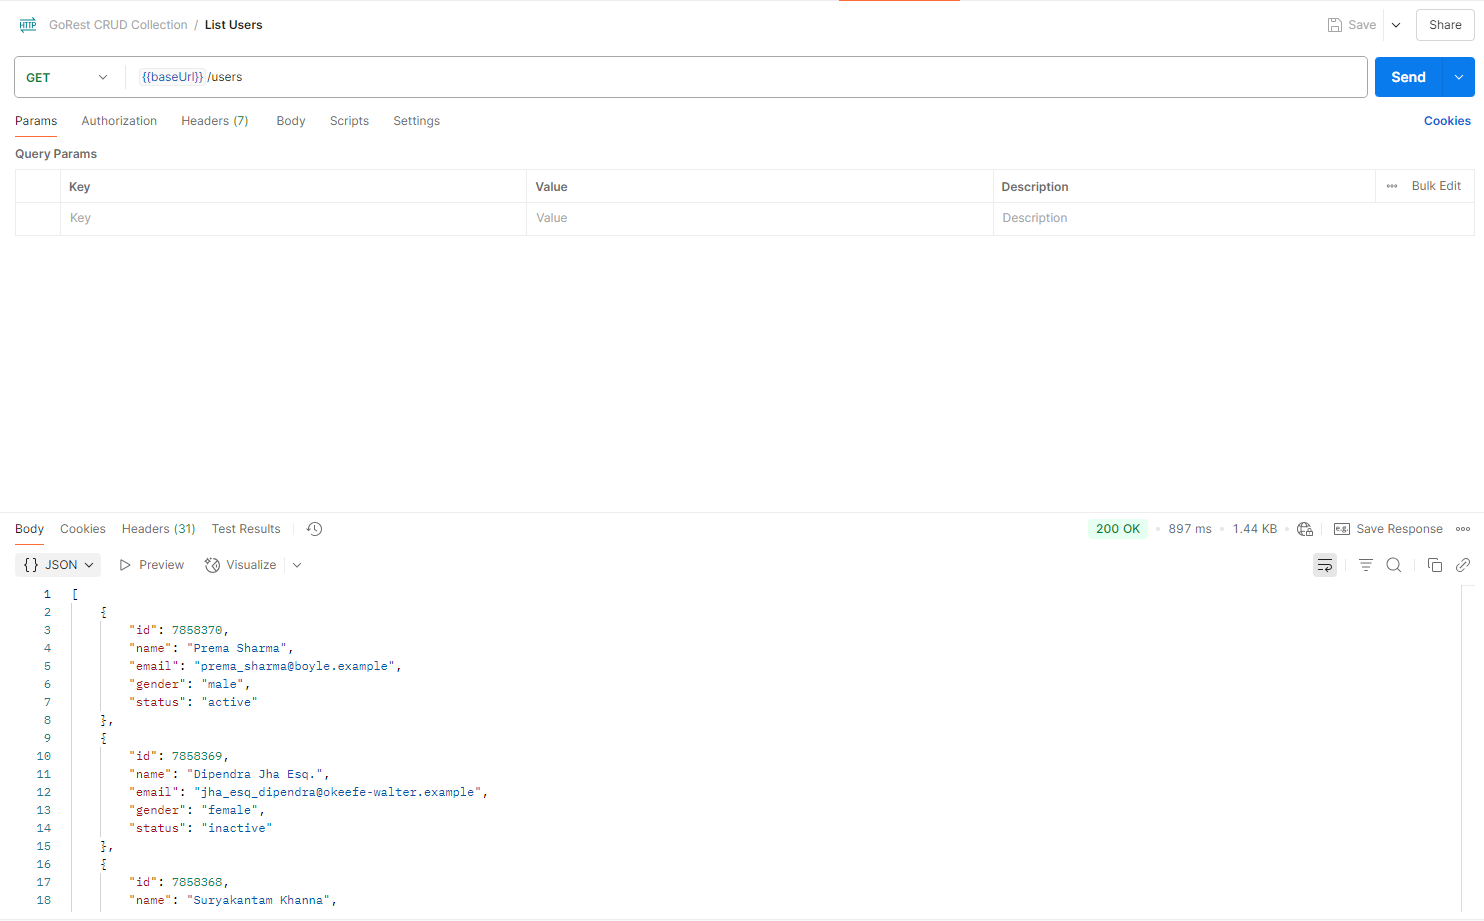 HTTP GoRest CRUD Collection / List Users Save Share
GET {{baseUrl}} /users Send
Params Authorization Headers (7) Body Scripts Settings Cookies
Query Params
Key Value Description Bulk Edit
Key Value Description
Body Cookies Headers (31) Test Results 200 OK 897 ms 1.44 KB e.g. Save Response
{} JSON Preview Visualize
1 [
2 {
3 "id": 7858370,
4 "name": "Prema Sharma",
5 "email": "prema_sharma@boyle.example",
6 "gender": "male",
7 "status": "active"
8 },
9 {
10 "id": 7858369,
11 "name": "Dipendra Jha Esq.",
12 "email": "jha_esq_dipendra@okeefe-walter.example",
13 "gender": "female",
14 "status": "inactive"
15 },
16 {
17 "id": 7858368,
18 "name": "Suryakantam Khanna",